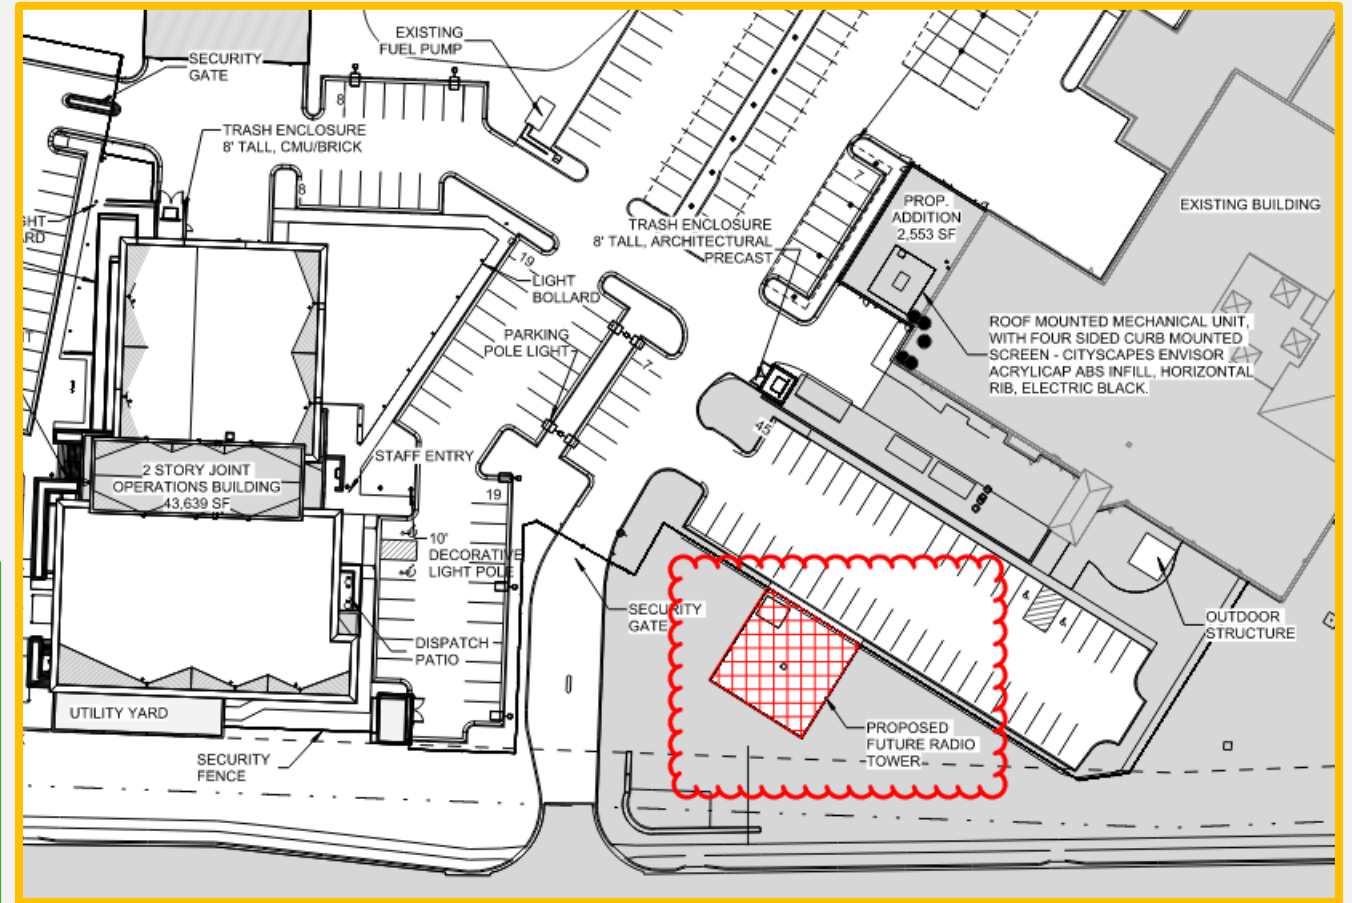 EXISTING
FUEL PUMP
SECURITY
GATE
8
TRASH ENCLOSURE
8' TALL, CMU/BRICK
8
7
PROP.
ADDITION
2,553 SF
EXISTING BUILDING
TRASH ENCLOSURE
8' TALL, ARCHITECTURAL
PRECAST
19
LIGHT
BOLLARD
PARKING
POLE LIGHT
7
ROOF MOUNTED MECHANICAL UNIT,
WITH FOUR SIDED CURB MOUNTED
SCREEN - CITYSCAPES ENVISOR
ACRYLICAP ABS INFILL, HORIZONTAL
RIB, ELECTRIC BLACK.
45
STAFF ENTRY
2 STORY JOINT
OPERATIONS BUILDING
43,639 SF
19
10'
DECORATIVE
LIGHT POLE
SECURITY
GATE
OUTDOOR
STRUCTURE
DISPATCH
PATIO
UTILITY YARD
PROPOSED
FUTURE RADIO
TOWER
SECURITY
FENCE